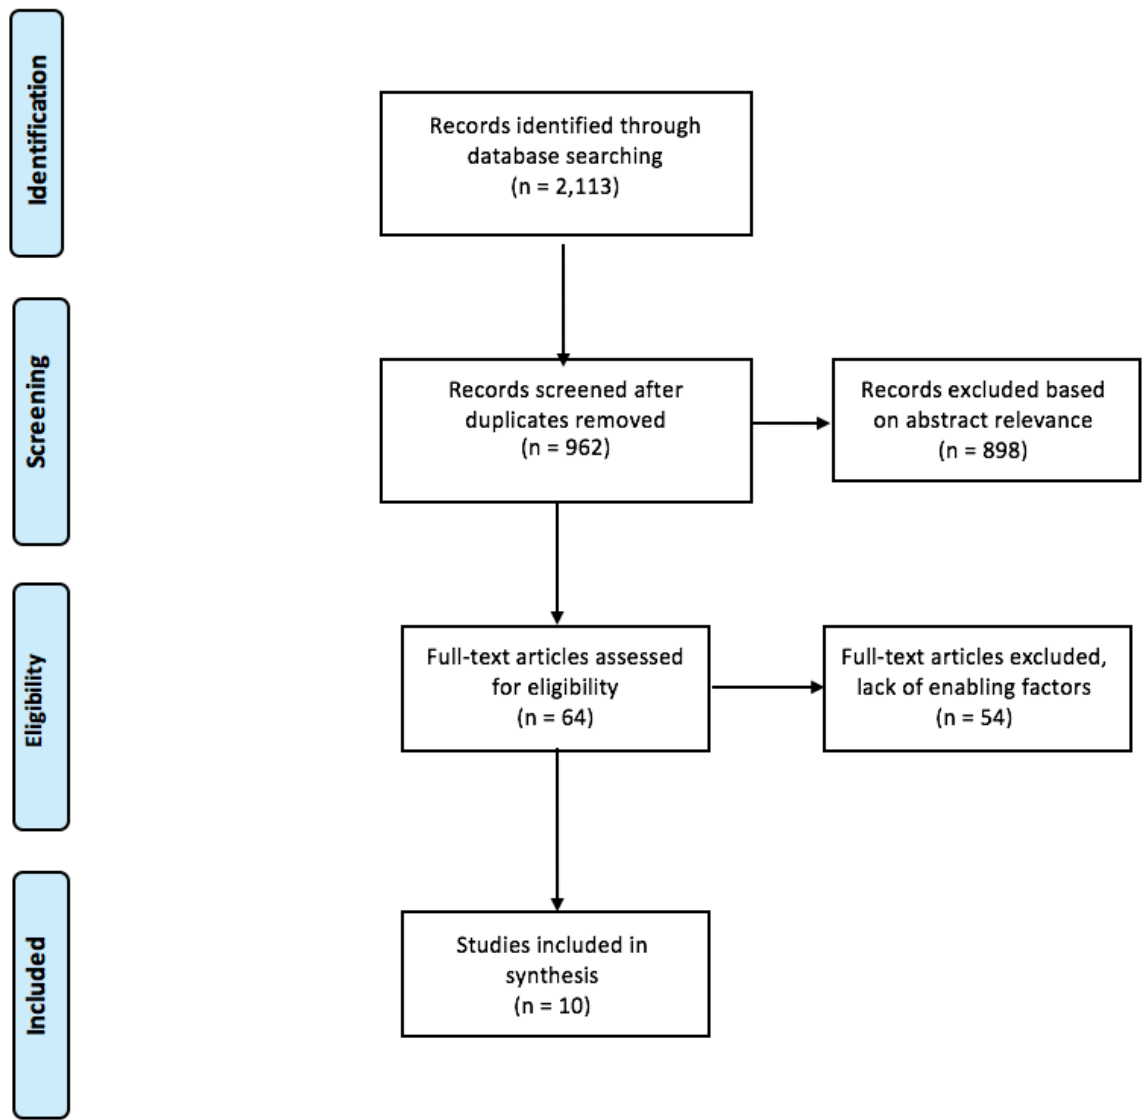 Identification
Records identified through
database searching
(n = 2,113)
Screening
Records screened after
duplicates removed
(n = 962)
Records excluded based
on abstract relevance
(n = 898)
Eligibility
Full-text articles assessed
for eligibility
(n = 64)
Full-text articles excluded,
lack of enabling factors
(n = 54)
Included
Studies included in
synthesis
(n = 10)